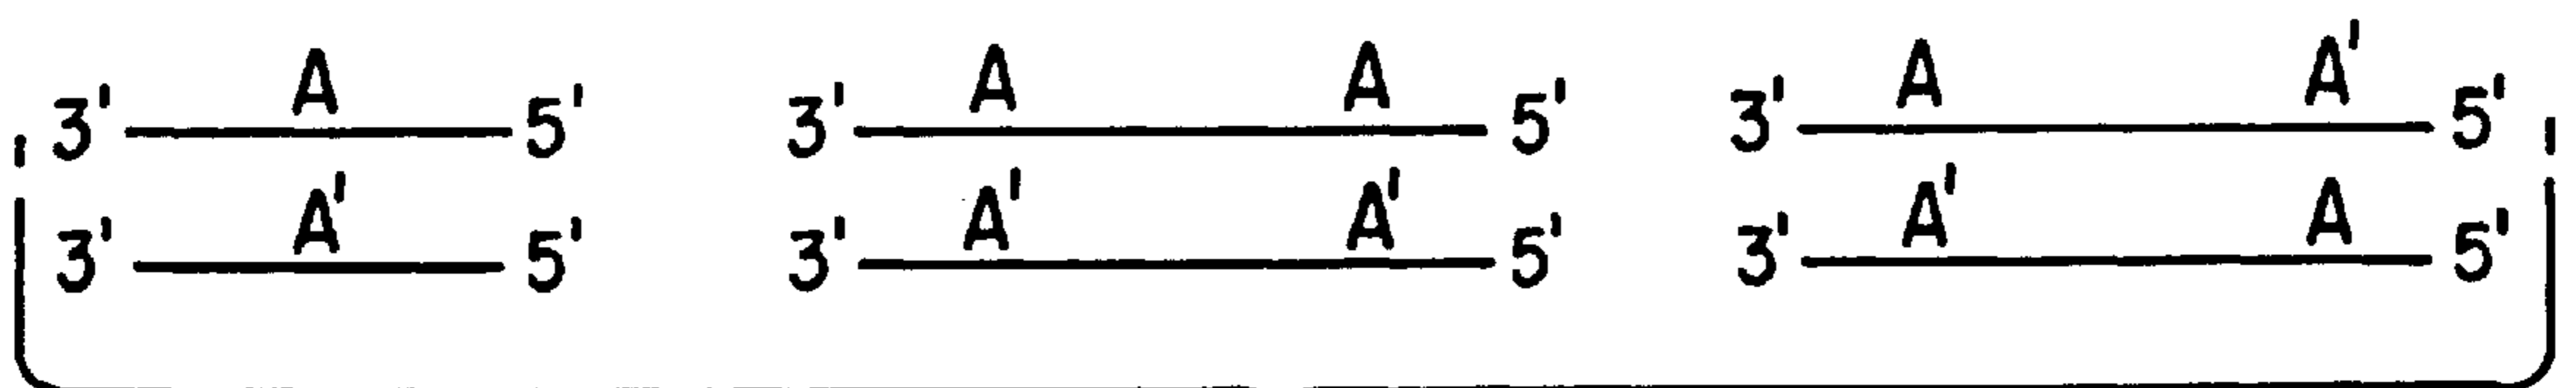 A A A A A'
3' 5' 3' 5' 3' 5'
A' A' A' A' A
3' 5' 3' 5' 3' 5'